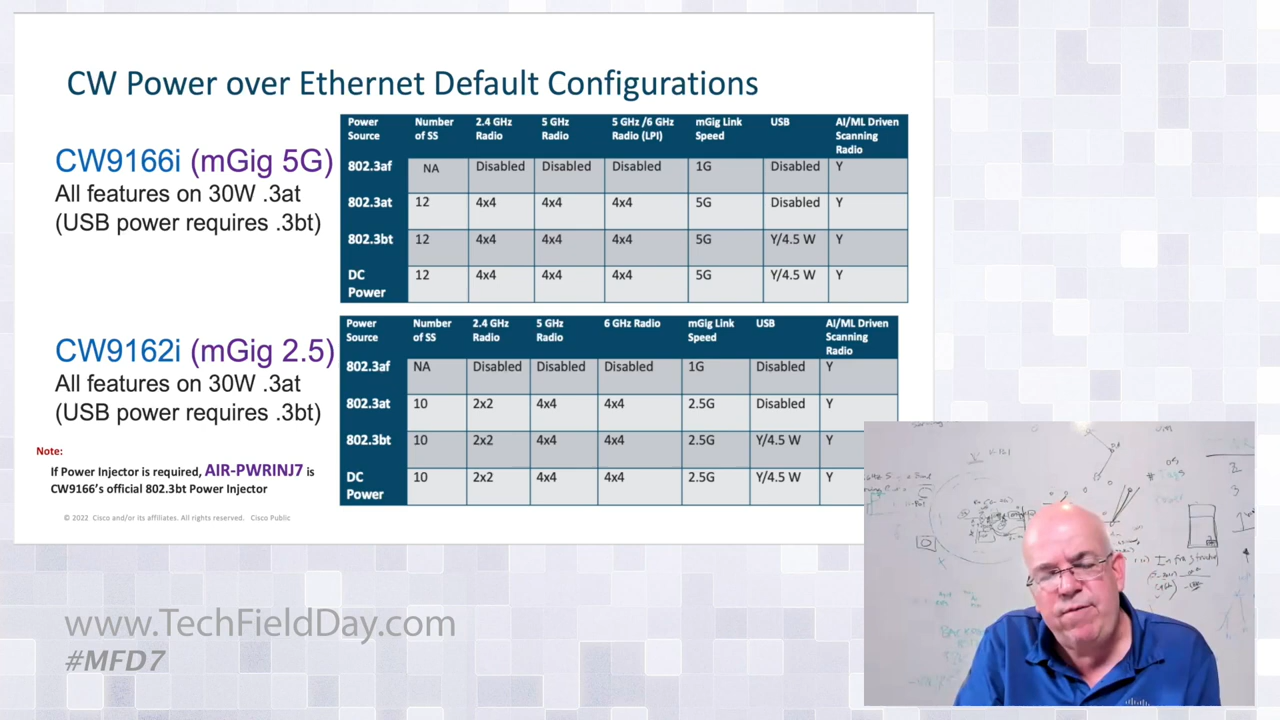 CW Power over Ethernet Default Configurations
CW9166i (mGig 5G)
All features on 30W .3at
(USB power requires .3bt)
Power Source Number of SS 2.4 GHz Radio 5 GHz Radio 5 GHz /6 GHz Radio (LPI) mGig Link Speed USB AI/ML Driven Scanning Radio
802.3af NA Disabled Disabled Disabled 1G Disabled Y
802.3at 12 4x4 4x4 4x4 5G Disabled Y
802.3bt 12 4x4 4x4 4x4 5G Y/4.5 W Y
DC Power 12 4x4 4x4 4x4 5G Y/4.5 W Y
CW9162i (mGig 2.5)
All features on 30W .3at
(USB power requires .3bt)
Power Source Number of SS 2.4 GHz Radio 5 GHz Radio 6 GHz Radio mGig Link Speed USB AI/ML Driven Scanning Radio
802.3af NA Disabled Disabled Disabled 1G Disabled Y
802.3at 10 2x2 4x4 4x4 2.5G Disabled Y
802.3bt 10 2x2 4x4 4x4 2.5G Y/4.5 W Y
DC Power 10 2x2 4x4 4x4 2.5G Y/4.5 W Y
Note:
If Power Injector is required, AIR-PWRINJ7 is
CW9166's official 802.3bt Power Injector
© 2022 Cisco and/or its affiliates. All rights reserved. Cisco Public
www.TechFieldDay.com
#MFD7